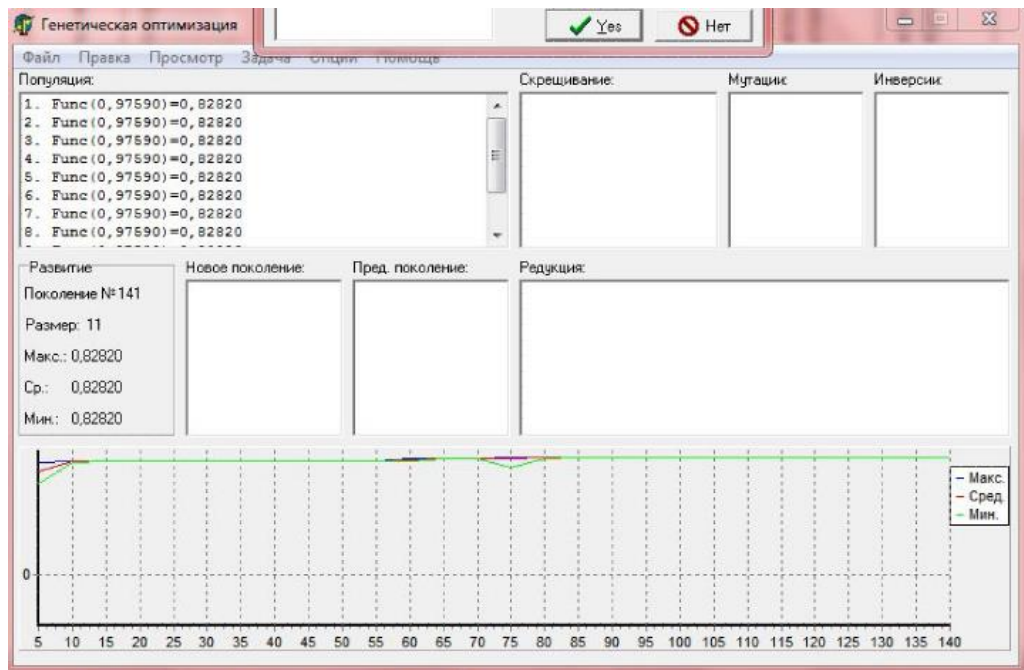 Генетическая оптимизация
Yes Нет
Файл Правка Просмотр Задача Опции Помощь
Популяция: Скрещивание: Мутации: Инверсии:
1. Func(0,97590)=0,82820
2. Func(0,97590)=0,82820
3. Func(0,97590)=0,82820
4. Func(0,97590)=0,82820
5. Func(0,97590)=0,82820
6. Func(0,97590)=0,82820
7. Func(0,97590)=0,82820
8. Func(0,97590)=0,82820
Развитие Новое поколение: Пред. поколение: Редукция:
Поколение №141
Размер: 11
Макс.: 0,82820
Ср.: 0,82820
Мин.: 0,82820
Макс.
Сред.
Мин.
0
5 10 15 20 25 30 35 40 45 50 55 60 65 70 75 80 85 90 95 100 105 110 115 120 125 130 135 140